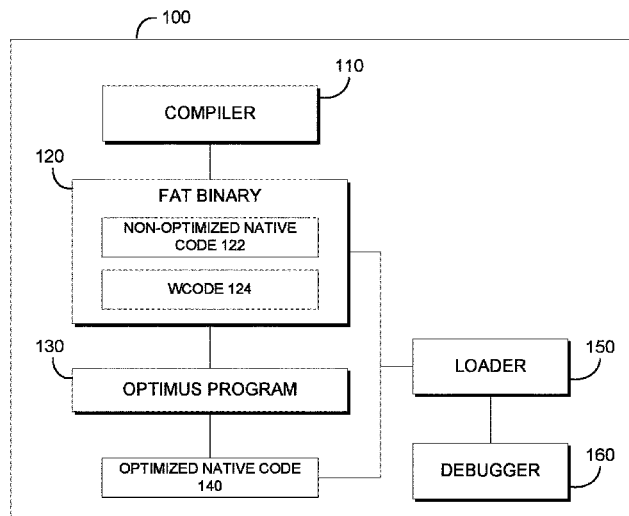 100
110
COMPILER
120
FAT BINARY
NON-OPTIMIZED NATIVE
CODE 122
WCODE 124
130
OPTIMUS PROGRAM
LOADER
150
OPTIMIZED NATIVE CODE
140
DEBUGGER
160